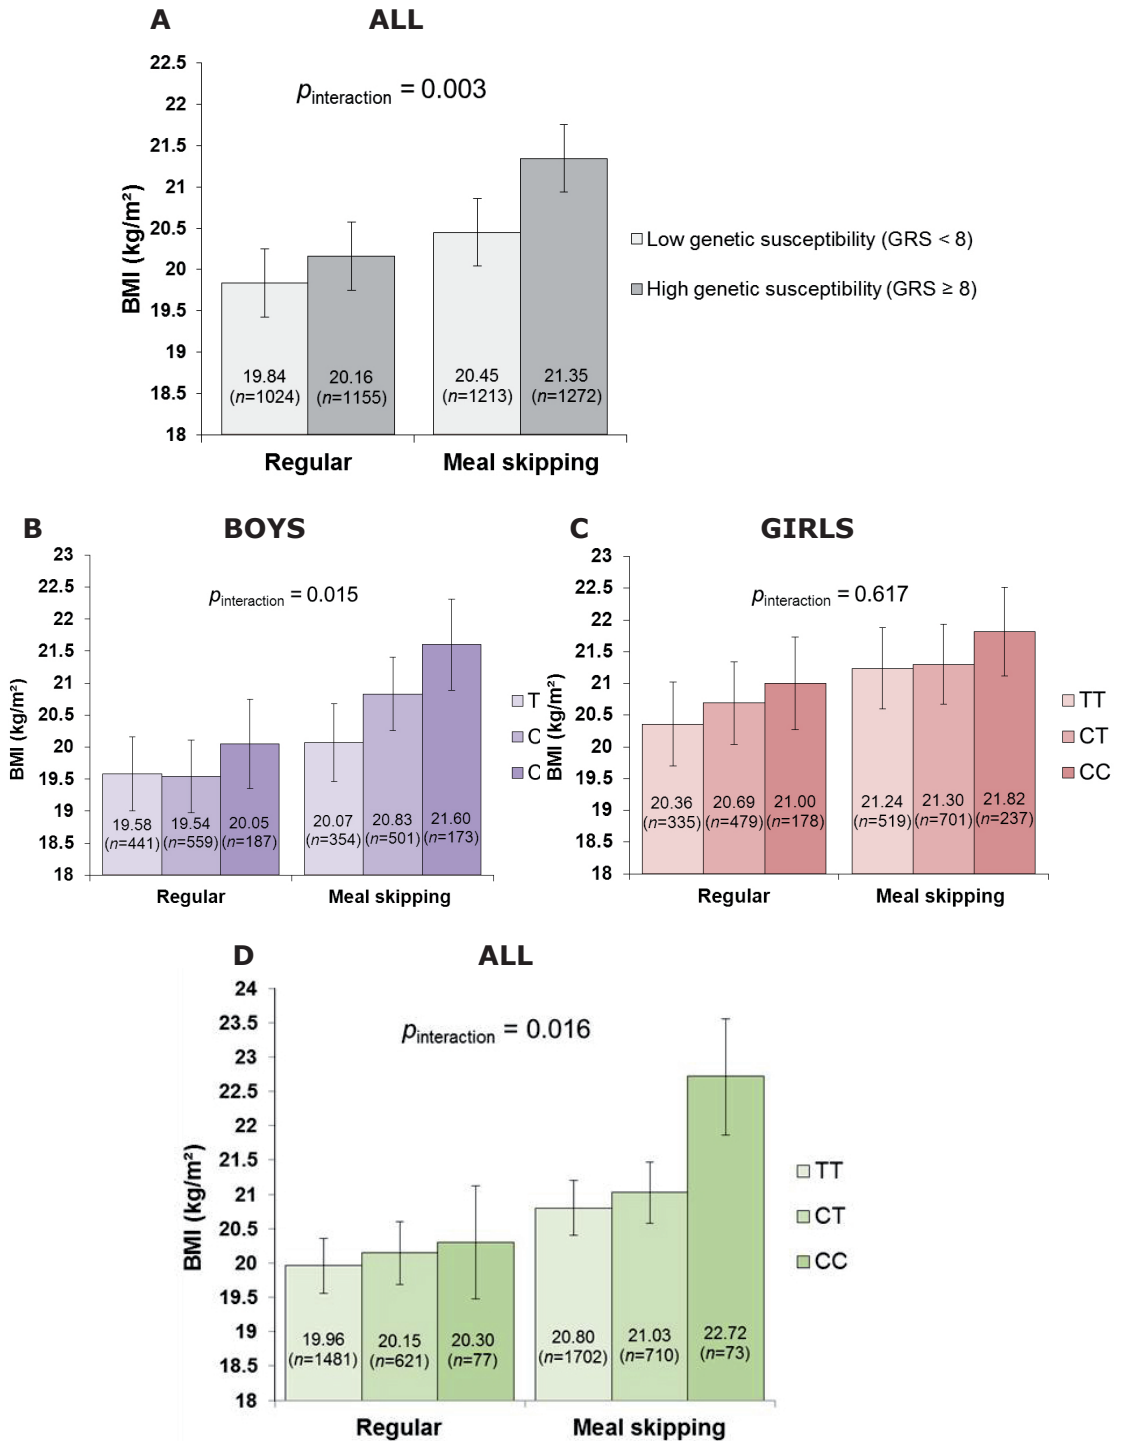 A ALL
22.5
22
21.5
21
20.5
20
19.5
19
18.5
18
BMI (kg/m²)
pinteraction = 0.003
19.84
(n=1024)
20.16
(n=1155)
20.45
(n=1213)
21.35
(n=1272)
Regular Meal skipping
Low genetic susceptibility (GRS < 8)
High genetic susceptibility (GRS ≥ 8)
B BOYS
23
22.5
22
21.5
21
20.5
20
19.5
19
18.5
18
BMI (kg/m²)
pinteraction = 0.015
19.58
(n=441)
19.54
(n=559)
20.05
(n=187)
20.07
(n=354)
20.83
(n=501)
21.60
(n=173)
Regular Meal skipping
T
C
C
C GIRLS
23
22.5
22
21.5
21
20.5
20
19.5
19
18.5
18
BMI (kg/m²)
pinteraction = 0.617
20.36
(n=335)
20.69
(n=479)
21.00
(n=178)
21.24
(n=519)
21.30
(n=701)
21.82
(n=237)
Regular Meal skipping
TT
CT
CC
D ALL
24
23.5
23
22.5
22
21.5
21
20.5
20
19.5
19
18.5
18
BMI (kg/m²)
pinteraction = 0.016
19.96
(n=1481)
20.15
(n=621)
20.30
(n=77)
20.80
(n=1702)
21.03
(n=710)
22.72
(n=73)
Regular Meal skipping
TT
CT
CC